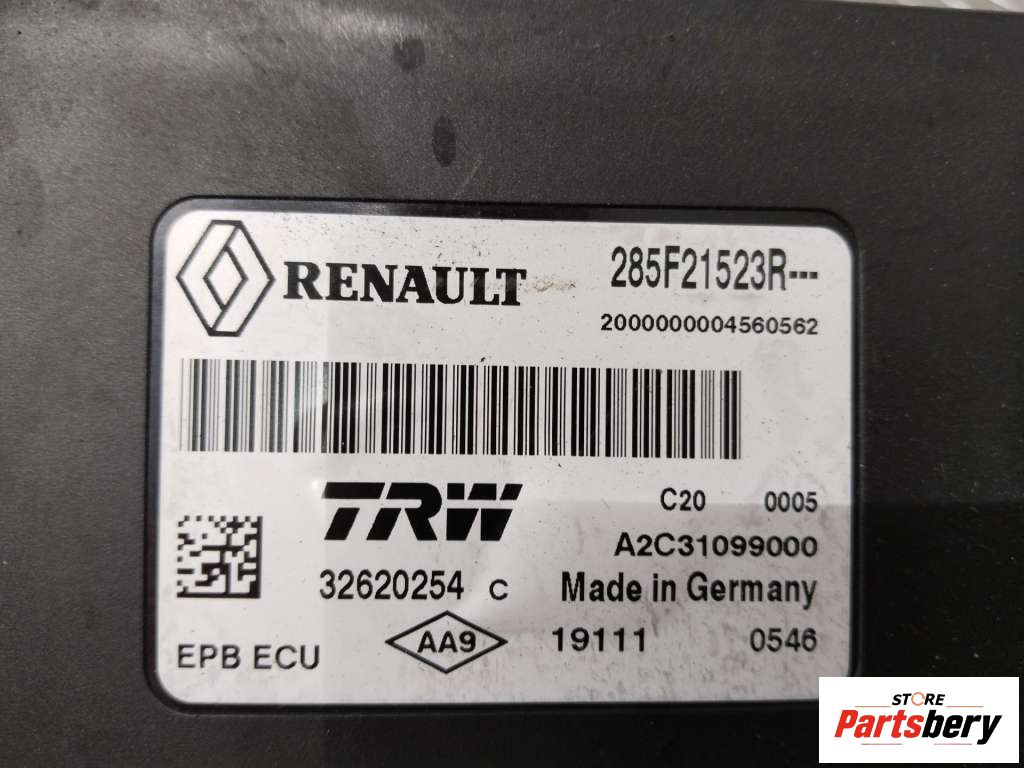 RENAULT
285F21523R---
2000000004560562
TRW
C20 0005
A2C31099000
32620254 C
Made in Germany
EPB ECU
AA9
19111 0546
STORE
Partsbery